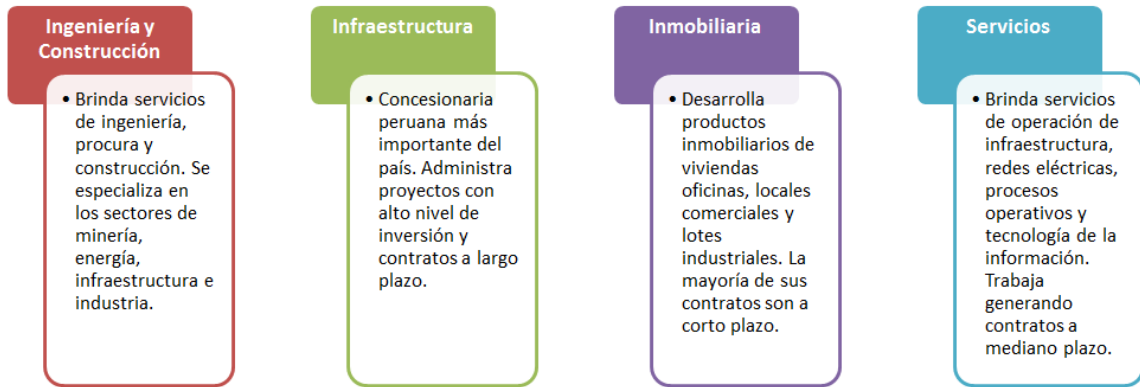 Ingeniería y
Construcción
• Brinda servicios
de ingeniería,
procura y
construcción. Se
especializa en
los sectores de
minería,
energía,
infraestructura e
industria.
Infraestructura
• Concesionaria
peruana más
importante del
país. Administra
proyectos con
alto nivel de
inversión y
contratos a largo
plazo.
Inmobiliaria
• Desarrolla
productos
inmobiliarios de
viviendas
oficinas, locales
comerciales y
lotes
industriales. La
mayoría de sus
contratos son a
corto plazo.
Servicios
• Brinda servicios
de operación de
infraestructura,
redes eléctricas,
procesos
operativos y
tecnología de la
información.
Trabaja
generando
contratos a
mediano plazo.